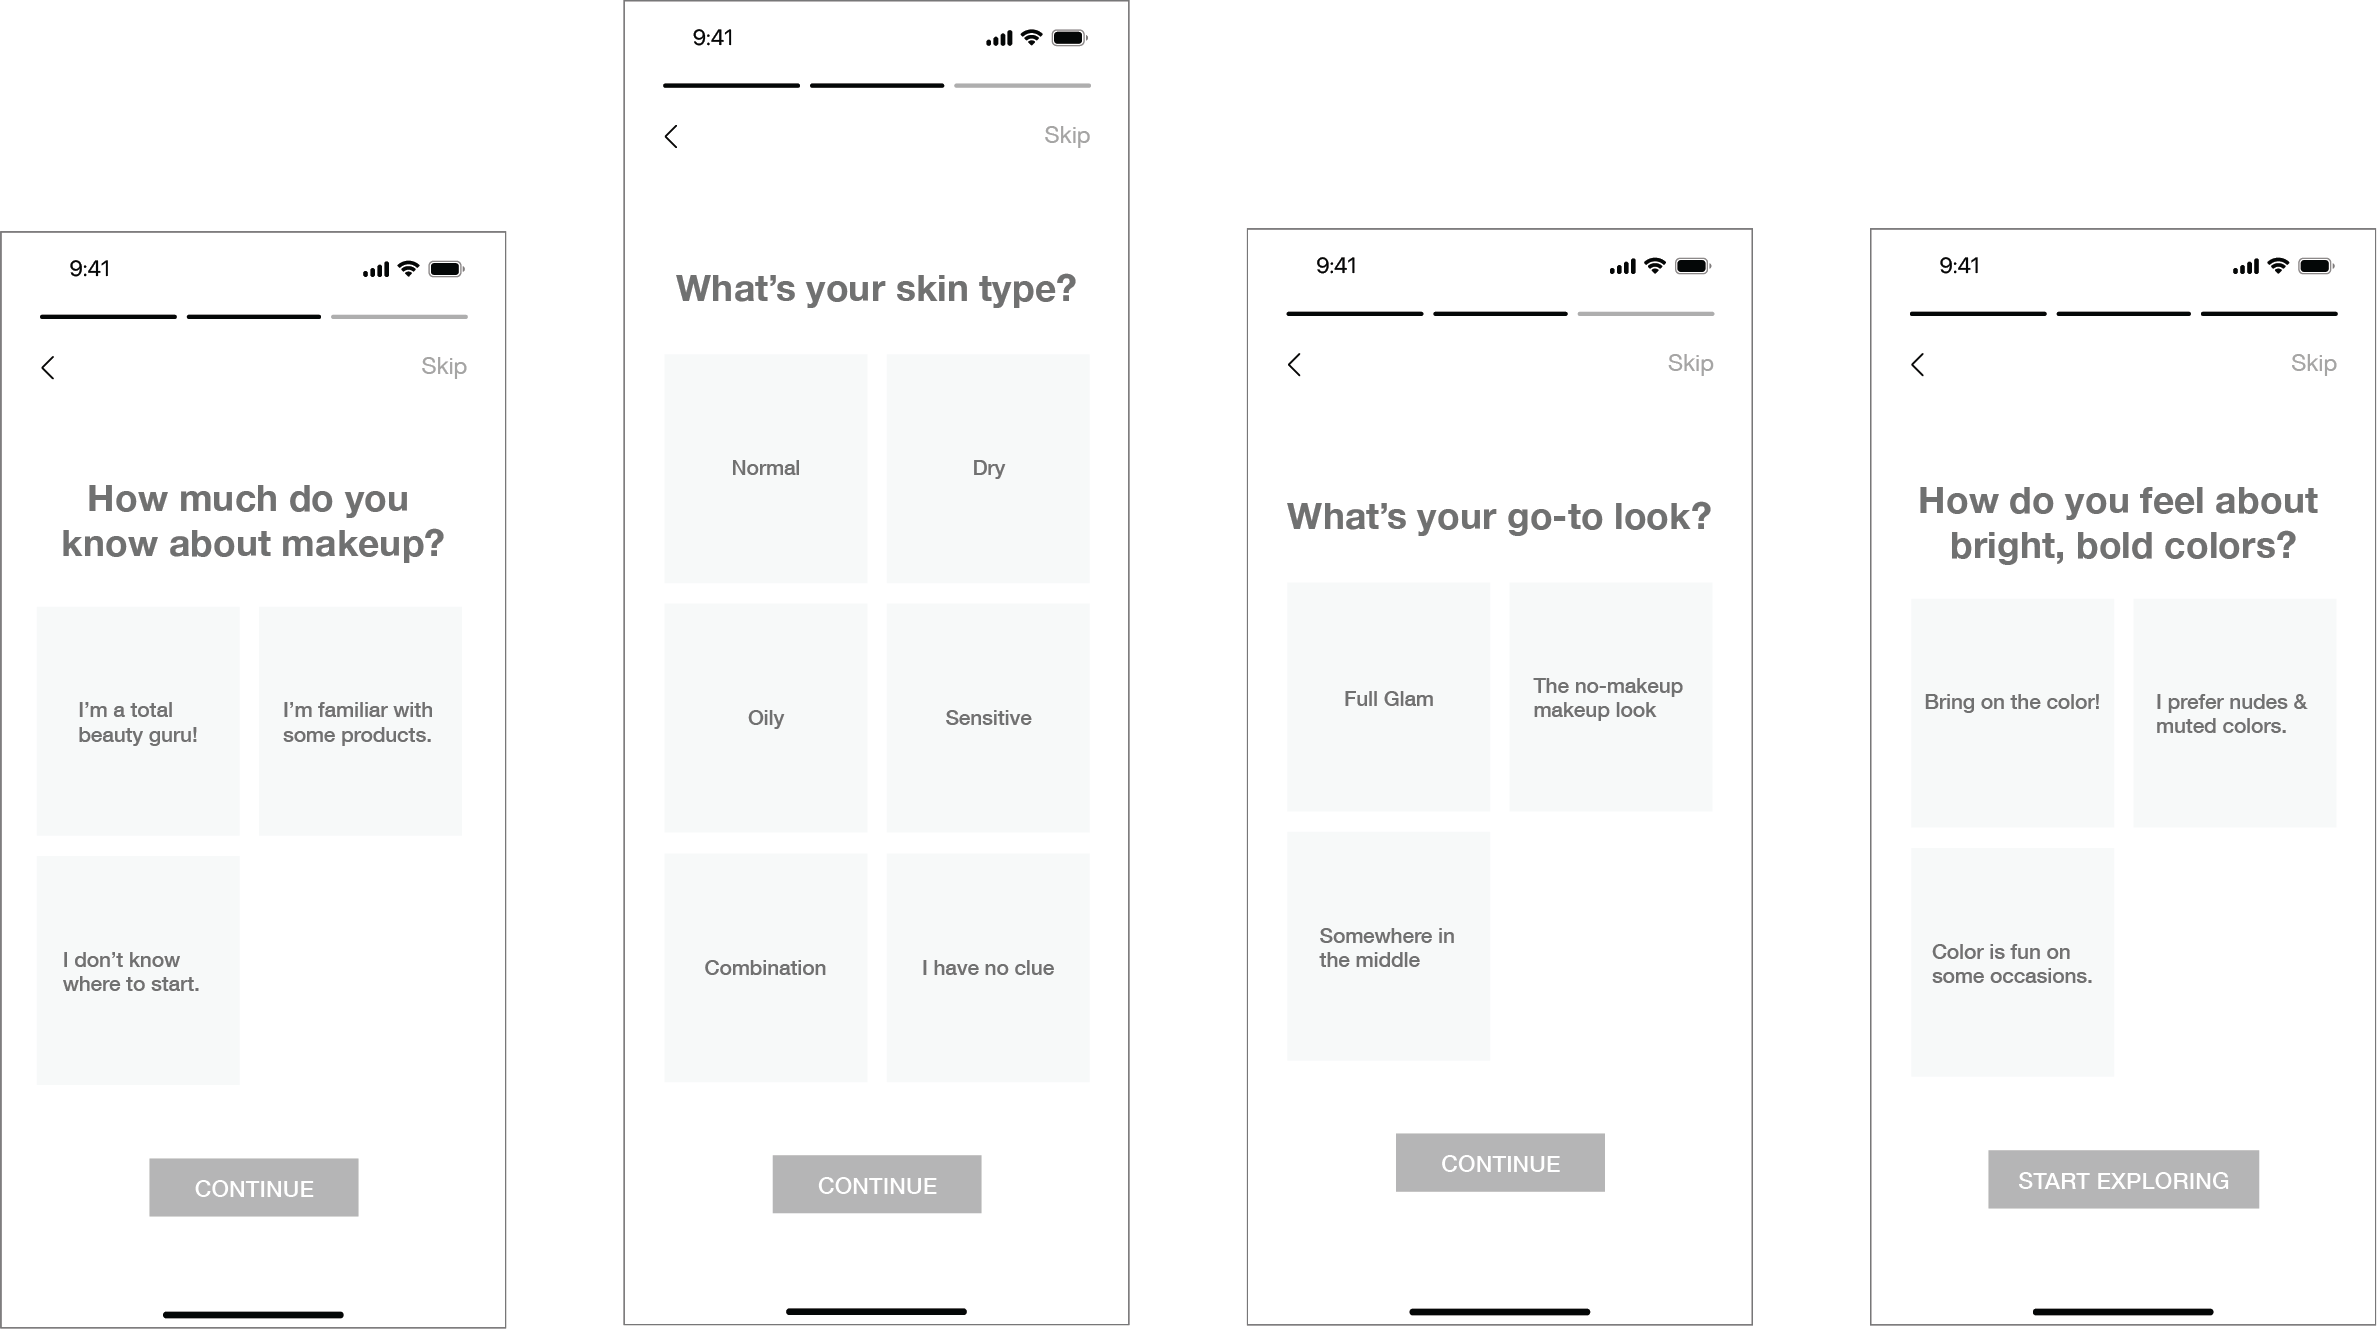 9:41
Skip
How much do you
know about makeup?
I’m a total
beauty guru!
I’m familiar with
some products.
I don’t know
where to start.
CONTINUE
9:41
Skip
What’s your skin type?
Normal
Dry
Oily
Sensitive
Combination
I have no clue
CONTINUE
9:41
Skip
What’s your go-to look?
Full Glam
The no-makeup
makeup look
Somewhere in
the middle
CONTINUE
9:41
Skip
How do you feel about
bright, bold colors?
Bring on the color!
I prefer nudes &
muted colors.
Color is fun on
some occasions.
START EXPLORING